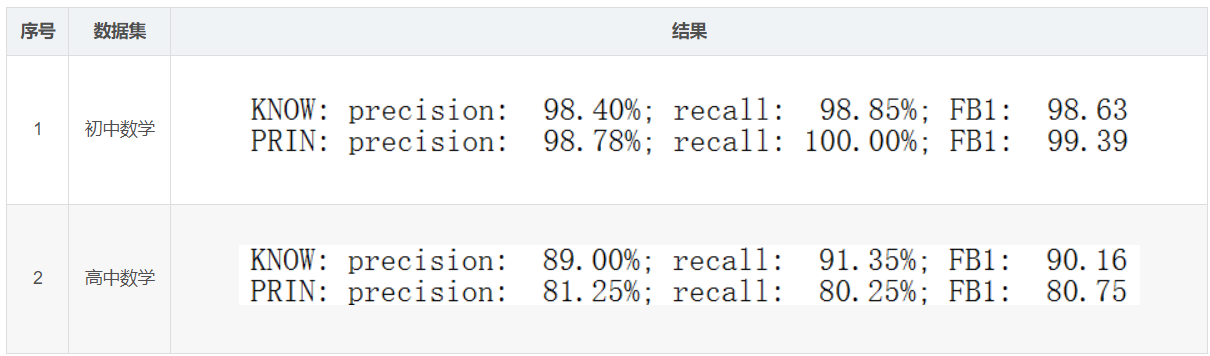 序号 数据集 结果
1 初中数学 KNOW: precision: 98.40%; recall: 98.85%; FB1: 98.63
PRIN: precision: 98.78%; recall: 100.00%; FB1: 99.39
2 高中数学 KNOW: precision: 89.00%; recall: 91.35%; FB1: 90.16
PRIN: precision: 81.25%; recall: 80.25%; FB1: 80.75